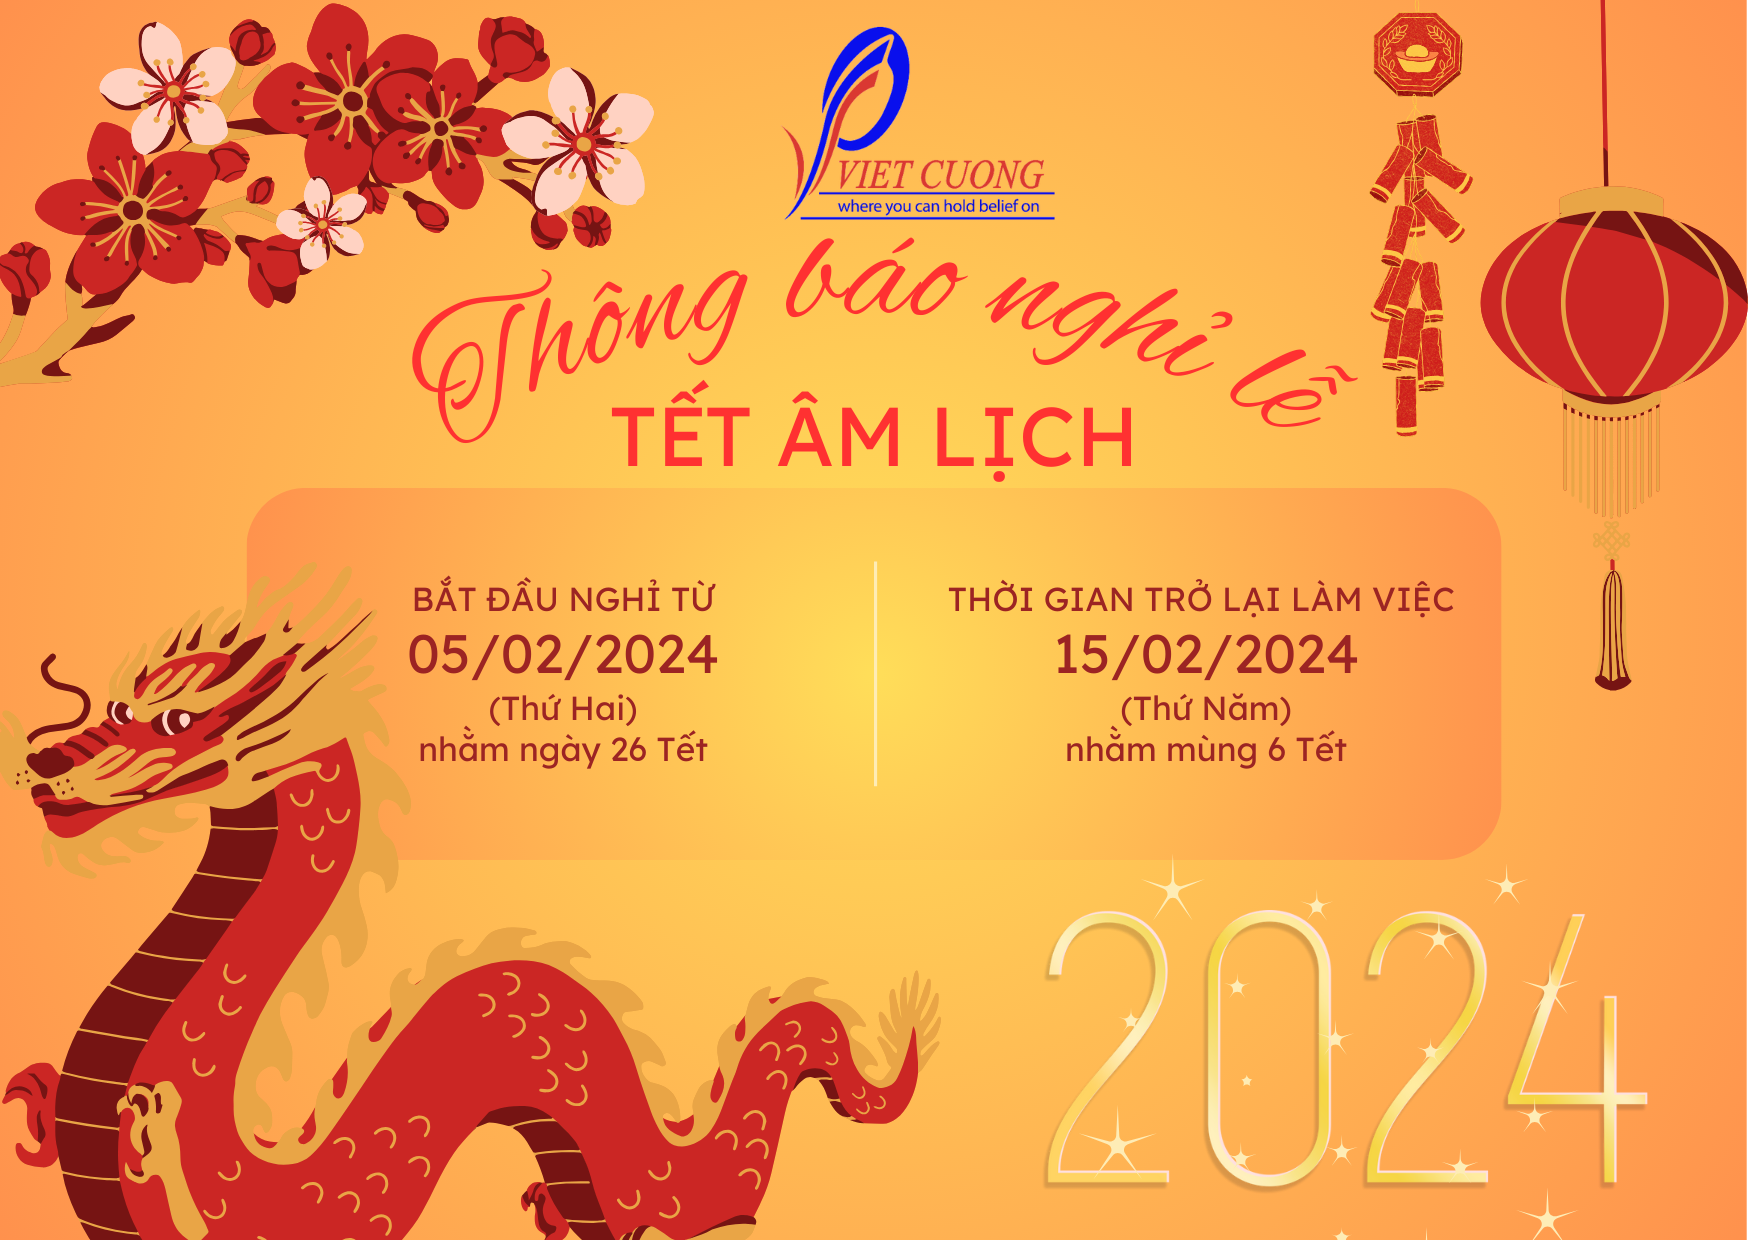 VIET CUONG
where you can hold belief on
Thông báo nghỉ lễ
TẾT ÂM LỊCH
BẮT ĐẦU NGHỈ TỪ
05/02/2024
(Thứ Hai)
nhằm ngày 26 Tết
THỜI GIAN TRỞ LẠI LÀM VIỆC
15/02/2024
(Thứ Năm)
nhằm mùng 6 Tết
2024